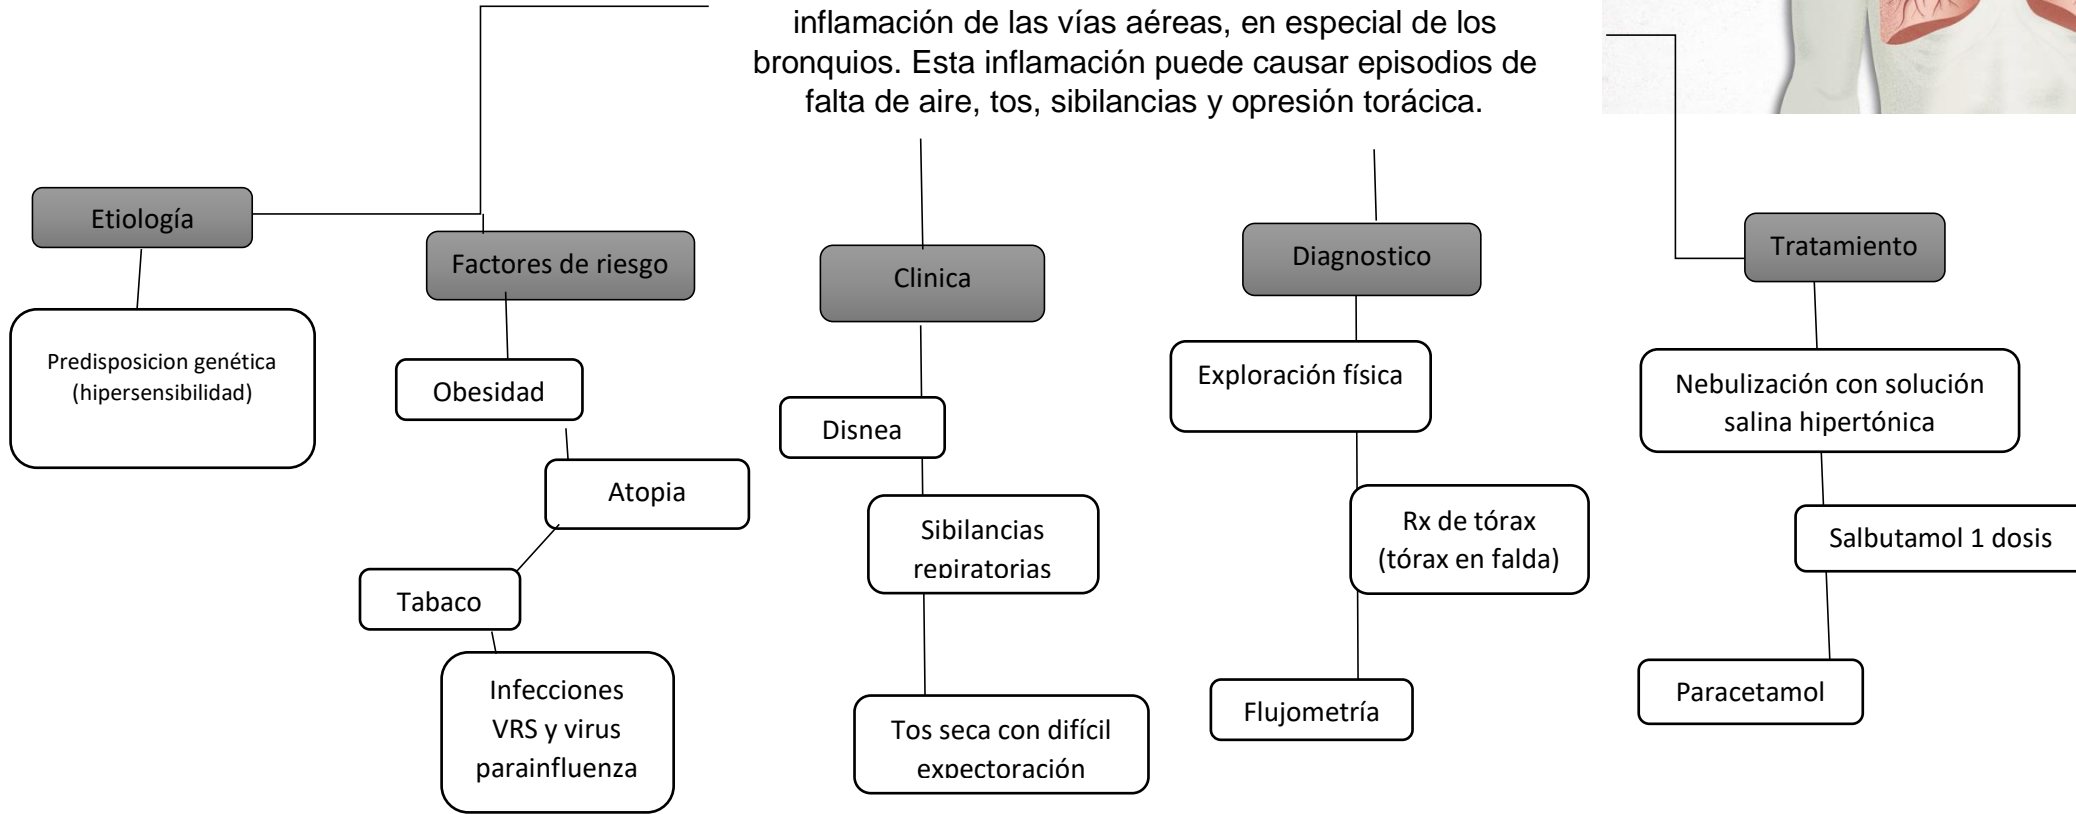 inflamación de las vías aéreas, en especial de los
bronquios. Esta inflamación puede causar episodios de
falta de aire, tos, sibilancias y opresión torácica.
Etiología
Predisposicion genética
(hipersensibilidad)
Factores de riesgo
Obesidad
Atopia
Tabaco
Infecciones
VRS y virus
parainfluenza
Clinica
Disnea
Sibilancias
repiratorias
Tos seca con difícil
expectoración
Diagnostico
Exploración física
Rx de tórax
(tórax en falda)
Flujometría
Tratamiento
Nebulización con solución
salina hipertónica
Salbutamol 1 dosis
Paracetamol